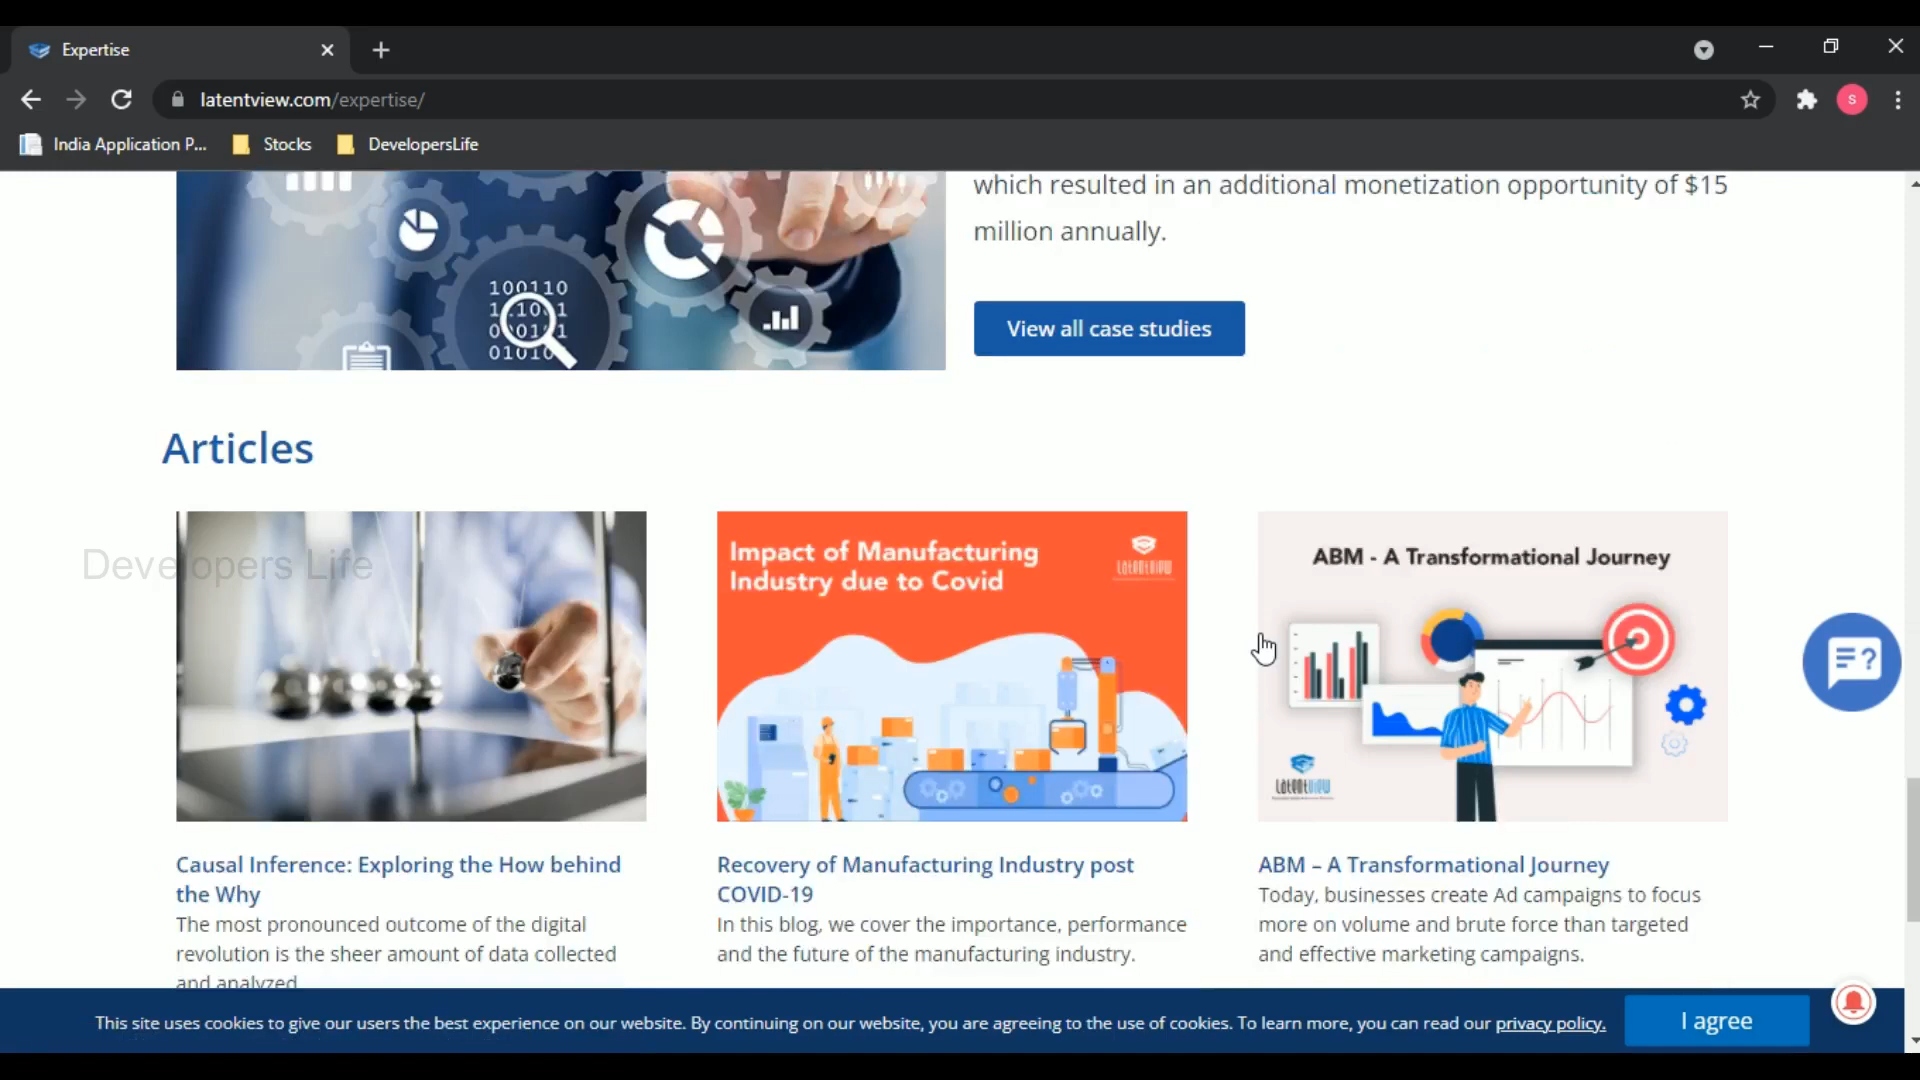 Expertise
latentview.com/expertise/
S
India Application P...
Stocks
DevelopersLife
which resulted in an additional monetization opportunity of $15
million annually.
100110
01010
View all case studies
Articles
Developers Life
Impact of Manufacturing
Industry due to Covid
LatentView
ABM - A Transformational Journey
LatentView
Causal Inference: Exploring the How behind
the Why
The most pronounced outcome of the digital
revolution is the sheer amount of data collected
and analyzed
Recovery of Manufacturing Industry post
COVID-19
In this blog, we cover the importance, performance
and the future of the manufacturing industry.
ABM – A Transformational Journey
Today, businesses create Ad campaigns to focus
more on volume and brute force than targeted
and effective marketing campaigns.
This site uses cookies to give our users the best experience on our website. By continuing on our website, you are agreeing to the use of cookies. To learn more, you can read our privacy policy.
I agree